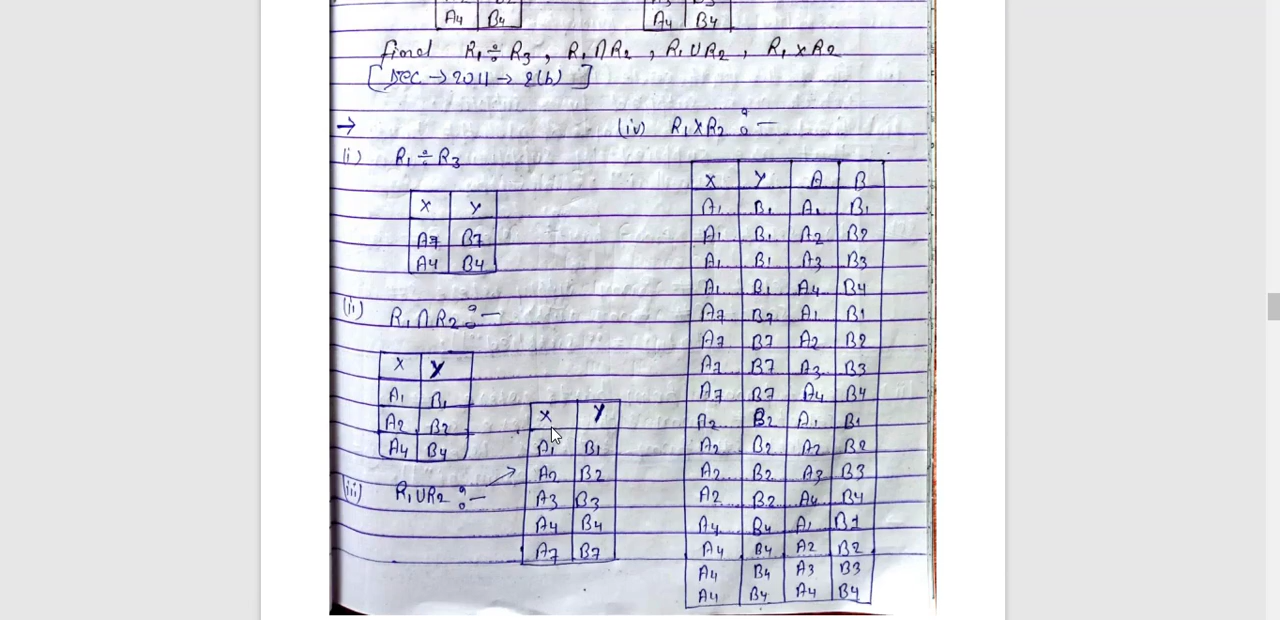 A4 B4
A4 B4
find R1 ÷ R3 , R1 ∩ R2 , R1 ∪ R2 , R1 × R2
[Dec → 2011 → 2(b) ]
→
(i) R1 ÷ R3
X Y
A7 B7
A4 B4
(ii) R1 ∩ R2 :-
X Y
A1 B1
A2 B2
A4 B4
(iii) R1 ∪ R2 :- →
X Y
A1 B1
A2 B2
A3 B3
A4 B4
A7 B7
(iv) R1 × R2 :-
X Y A B
A1 B1 A1 B1
A1 B1 A2 B2
A1 B1 A3 B3
A1 B1 A4 B4
A7 B7 A1 B1
A7 B7 A2 B2
A7 B7 A3 B3
A7 B7 A4 B4
A2 B2 A1 B1
A2 B2 A2 B2
A2 B2 A3 B3
A2 B2 A4 B4
A4 B4 A1 B1
A4 B4 A2 B2
A4 B4 A3 B3
A4 B4 A4 B4